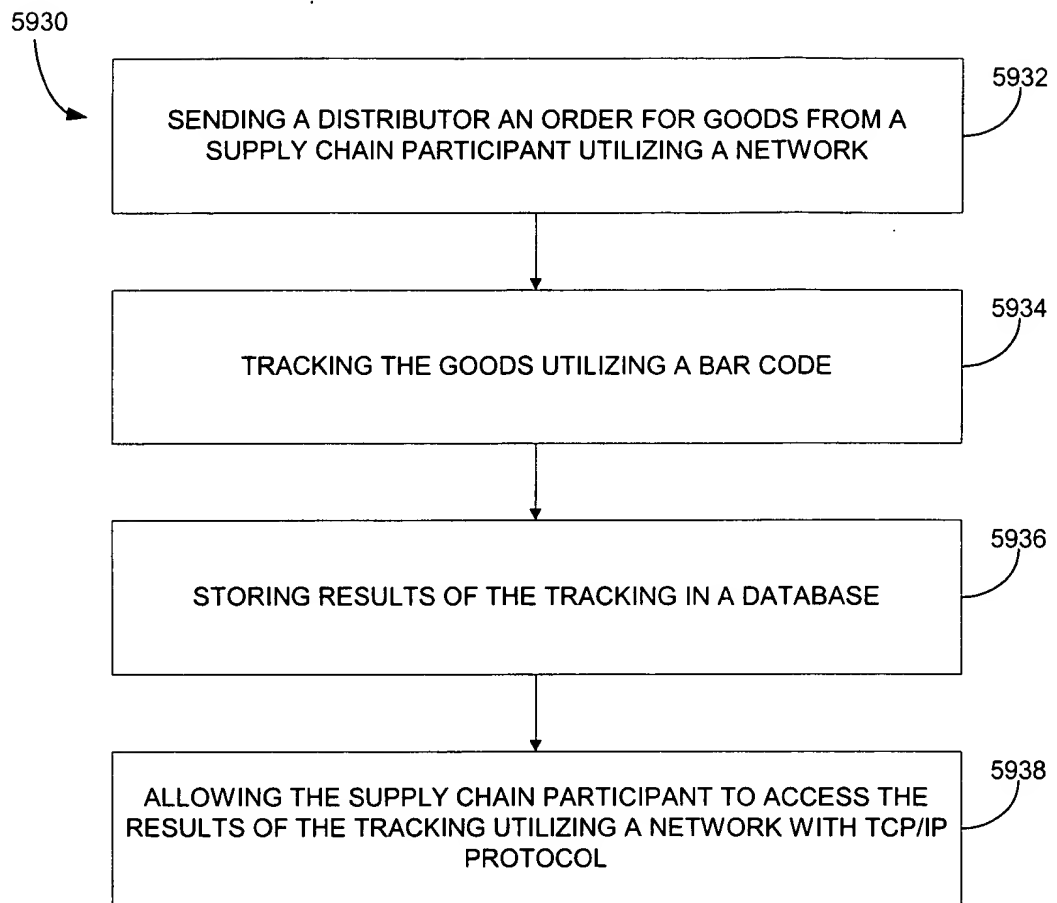 5930
5932
SENDING A DISTRIBUTOR AN ORDER FOR GOODS FROM A
SUPPLY CHAIN PARTICIPANT UTILIZING A NETWORK
5934
TRACKING THE GOODS UTILIZING A BAR CODE
5936
STORING RESULTS OF THE TRACKING IN A DATABASE
5938
ALLOWING THE SUPPLY CHAIN PARTICIPANT TO ACCESS THE
RESULTS OF THE TRACKING UTILIZING A NETWORK WITH TCP/IP
PROTOCOL